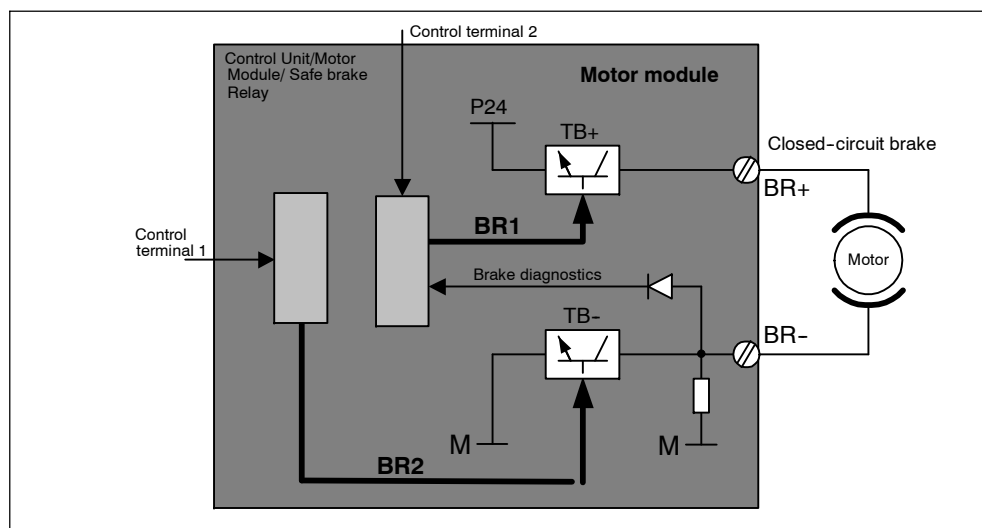 Control terminal 2
Control Unit/Motor
Module/ Safe brake
Relay
Motor module
P24
TB+
Closed-circuit brake
BR+
BR1
Control
terminal 1
Brake diagnostics
Motor
TB-
BR-
M
M
BR2